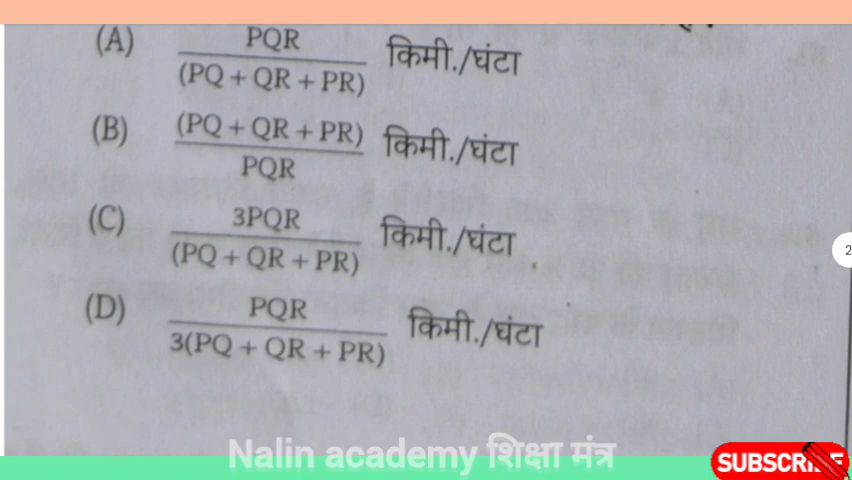 (A) PQR / (PQ + QR + PR) किमी./घंटा
(B) (PQ + QR + PR) / PQR किमी./घंटा
(C) 3PQR / (PQ + QR + PR) किमी./घंटा
(D) PQR / 3(PQ + QR + PR) किमी./घंटा
2
Nalin academy शिक्षा मंत्र
SUBSCRIBE